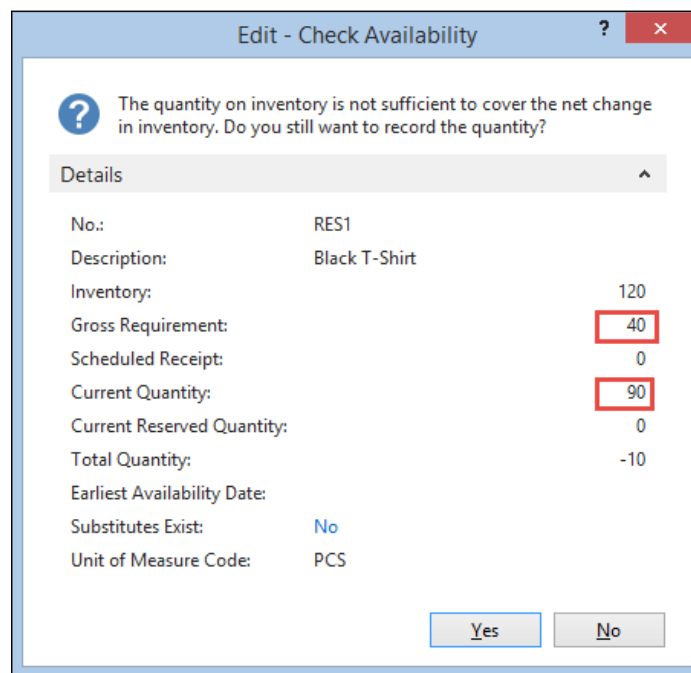 Edit - Check Availability
?
×
?
The quantity on inventory is not sufficient to cover the net change
in inventory. Do you still want to record the quantity?
Details
No.: RES1
Description: Black T-Shirt
Inventory: 120
Gross Requirement: 40
Scheduled Receipt: 0
Current Quantity: 90
Current Reserved Quantity: 0
Total Quantity: -10
Earliest Availability Date:
Substitutes Exist: No
Unit of Measure Code: PCS
Yes No